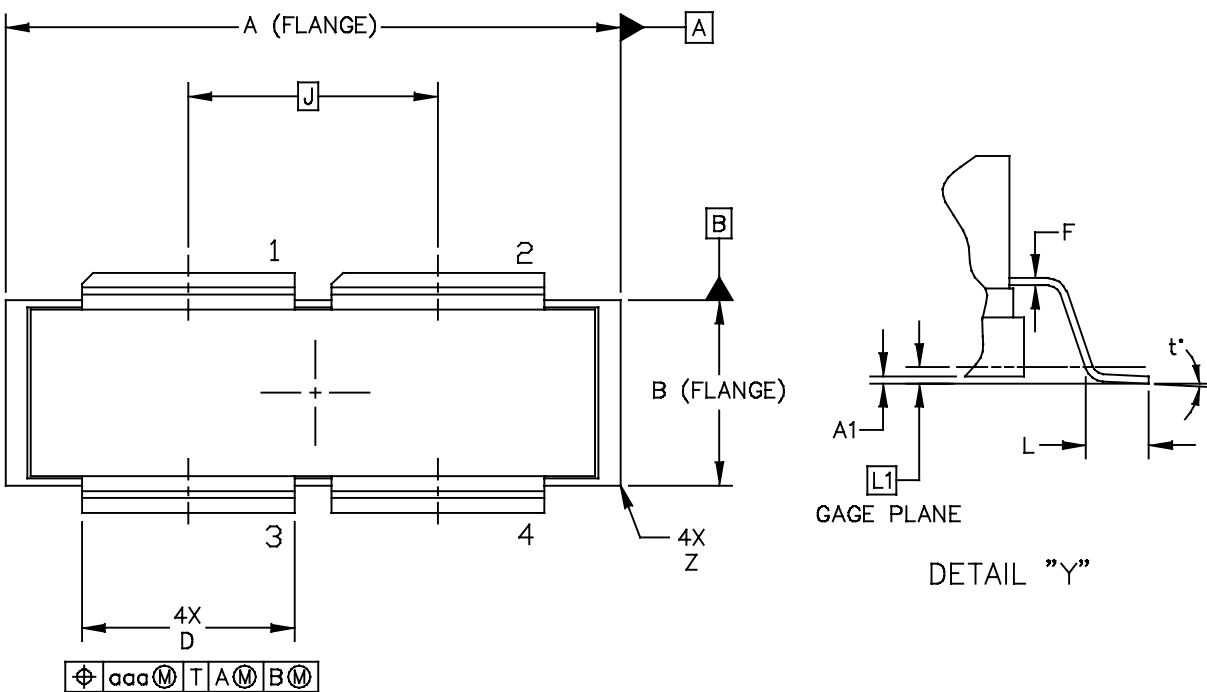 A (FLANGE)
A
J
B
1
2
B (FLANGE)
3
4
4X
Z
4X
D
⌖ aaa Ⓜ T A Ⓜ B Ⓜ
F
t°
A1
L
L1
GAGE PLANE
DETAIL "Y"